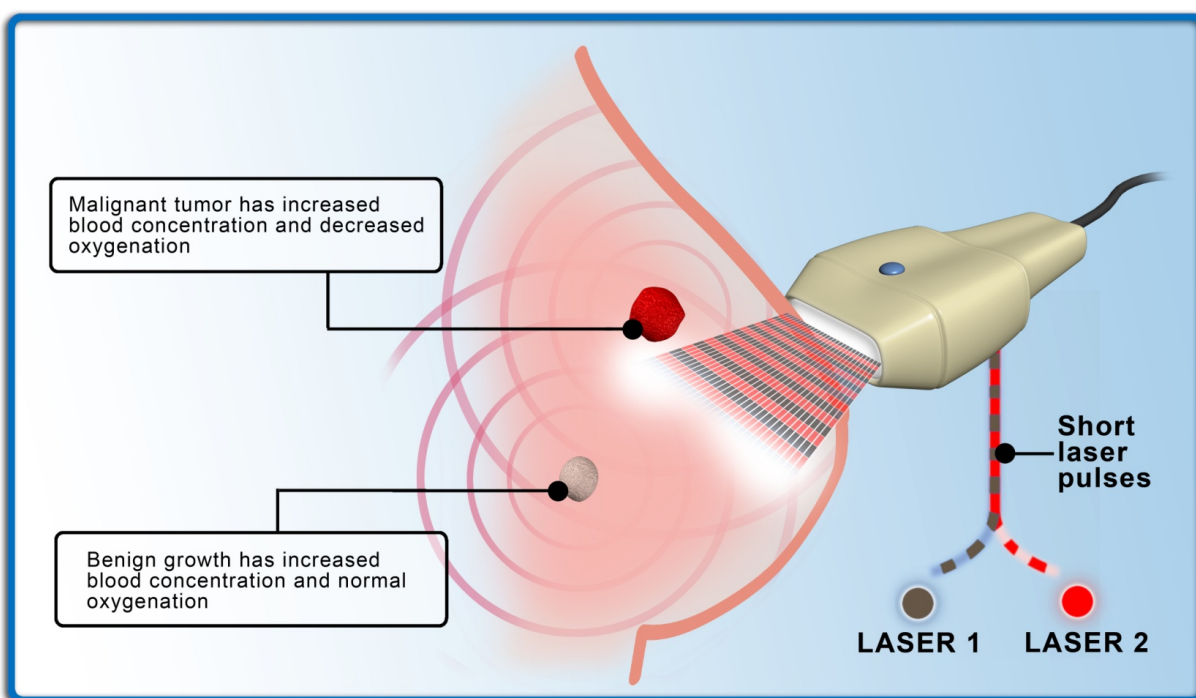 Malignant tumor has increased
blood concentration and decreased
oxygenation
Benign growth has increased
blood concentration and normal
oxygenation
Short
laser
pulses
LASER 1
LASER 2